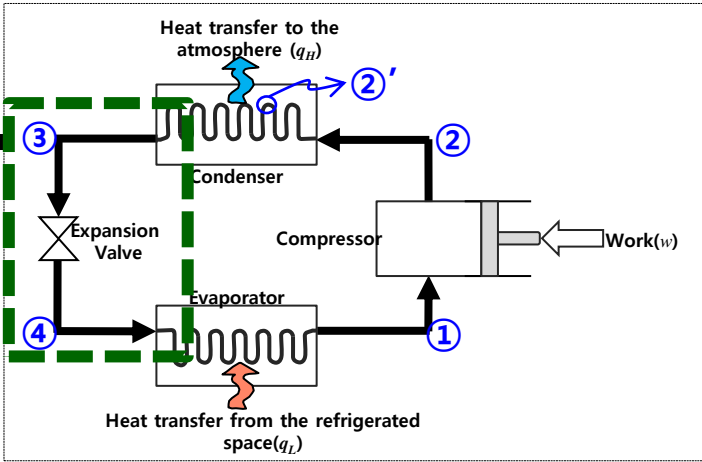 Heat transfer to the
atmosphere (qH)
②′
③
②
Condenser
Expansion
Valve
Compressor
Work(w)
Evaporator
④
①
Heat transfer from the refrigerated
space(qL)